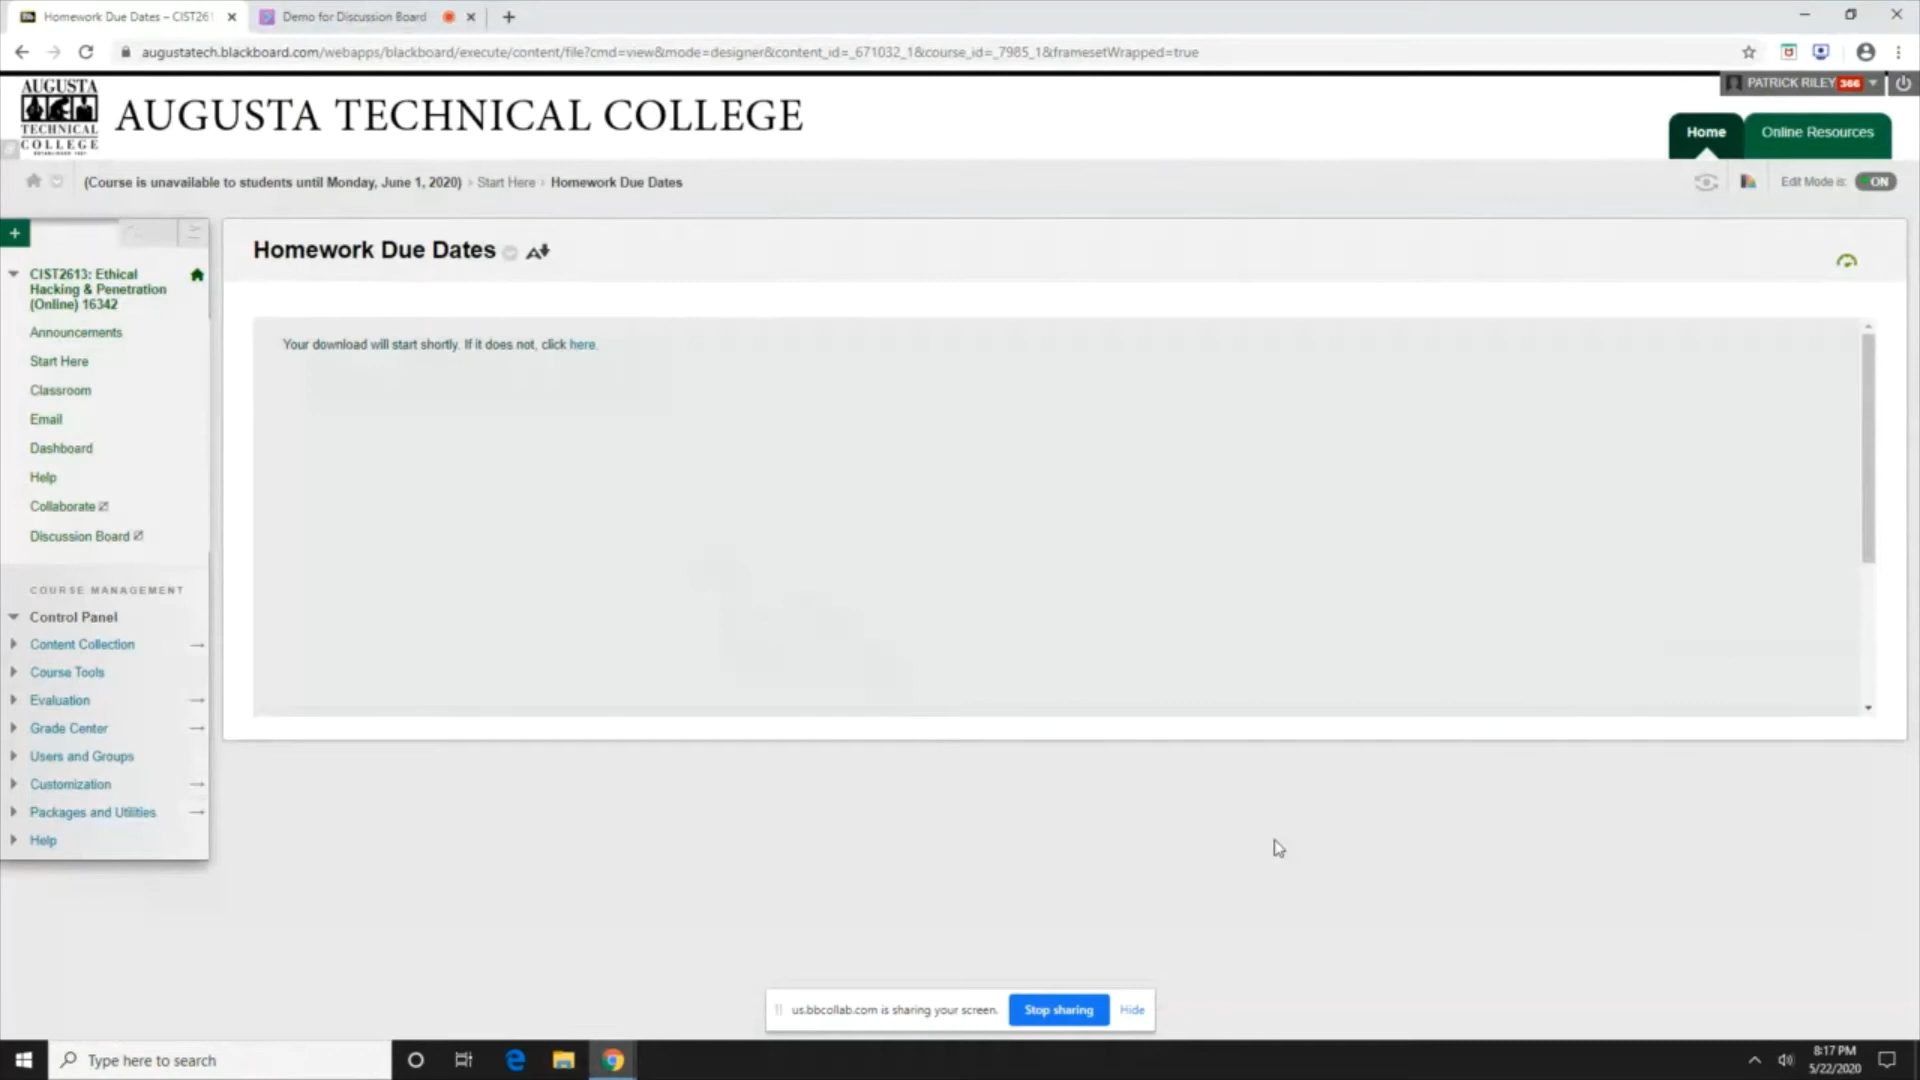 Homework Due Dates – CIST261
Demo for Discussion Board
augustatech.blackboard.com/webapps/blackboard/execute/content/file?cmd=view&mode=designer&content_id=_671032_1&course_id=_7985_1&framesetWrapped=true
AUGUSTA
TECHNICAL
COLLEGE
AUGUSTA TECHNICAL COLLEGE
PATRICK RILEY 366
Home
Online Resources
(Course is unavailable to students until Monday, June 1, 2020) Start Here Homework Due Dates
Edit Mode is: ON
Homework Due Dates
Your download will start shortly. If it does not, click here.
CIST2613: Ethical
Hacking & Penetration
(Online) 16342
Announcements
Start Here
Classroom
Email
Dashboard
Help
Collaborate
Discussion Board
COURSE MANAGEMENT
Control Panel
Content Collection
Course Tools
Evaluation
Grade Center
Users and Groups
Customization
Packages and Utilities
Help
us.bbcollab.com is sharing your screen.
Stop sharing
Hide
Type here to search
8:17 PM
5/22/2020